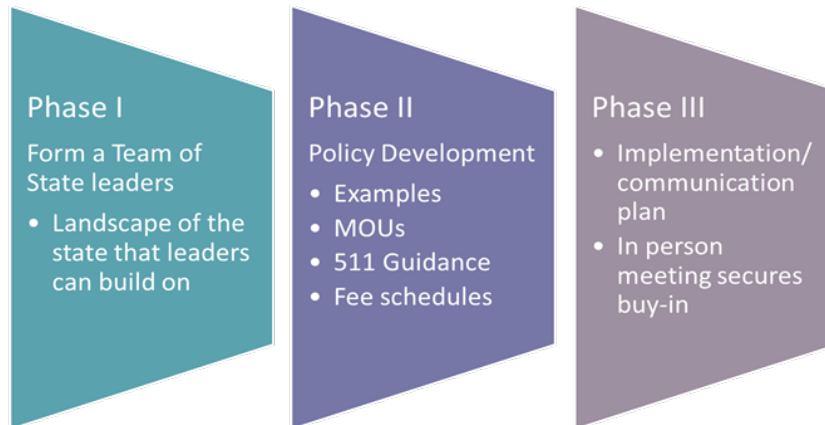 Phase I
Form a Team of
State leaders
• Landscape of the
state that leaders
can build on
Phase II
Policy Development
• Examples
• MOUs
• 511 Guidance
• Fee schedules
Phase III
• Implementation/
communication
plan
• In person
meeting secures
buy-in